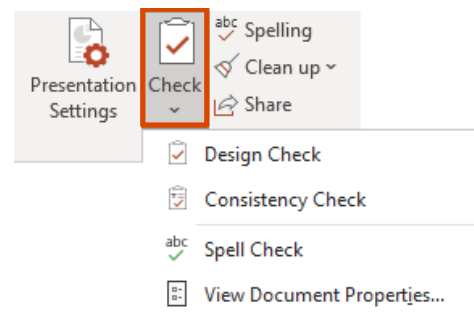 abc Spelling
Presentation Settings
Check
Clean up
Share
Design Check
Consistency Check
abc Spell Check
View Document Properties...